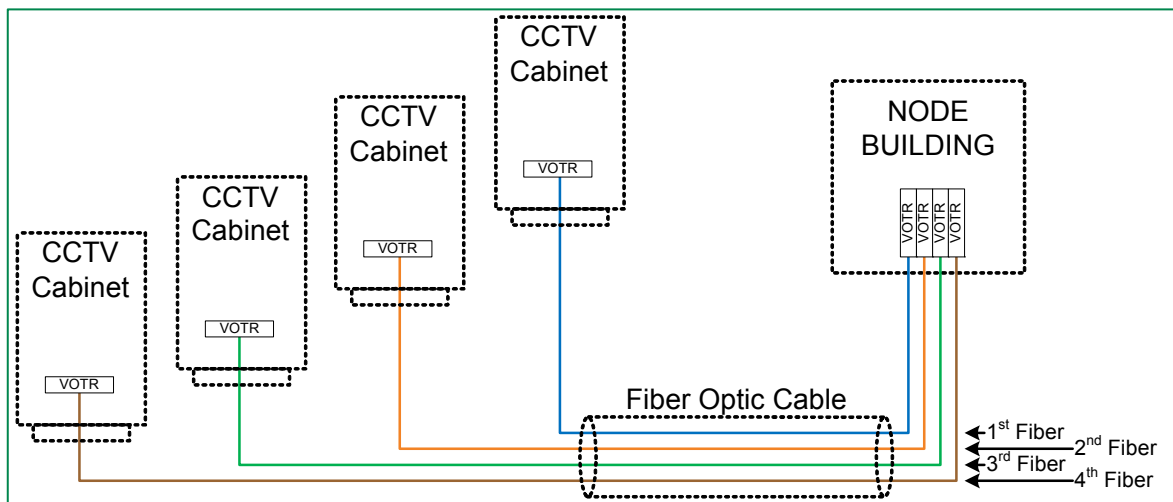 CCTV
Cabinet
VOTR
CCTV
Cabinet
VOTR
CCTV
Cabinet
VOTR
CCTV
Cabinet
VOTR
NODE
BUILDING
VOTR
VOTR
VOTR
VOTR
Fiber Optic Cable
1st Fiber
2nd Fiber
3rd Fiber
4th Fiber